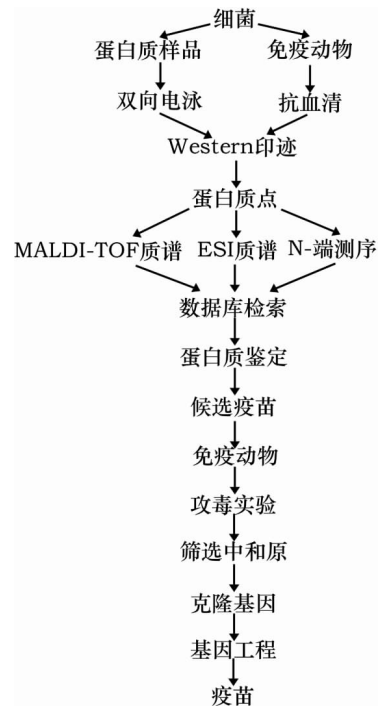 细菌
蛋白质样品 免疫动物
双向电泳 抗血清
Western印迹
蛋白质点
MALDI-TOF质谱 ESI质谱 N-端测序
数据库检索
蛋白质鉴定
候选疫苗
免疫动物
攻毒实验
筛选中和原
克隆基因
基因工程
疫苗